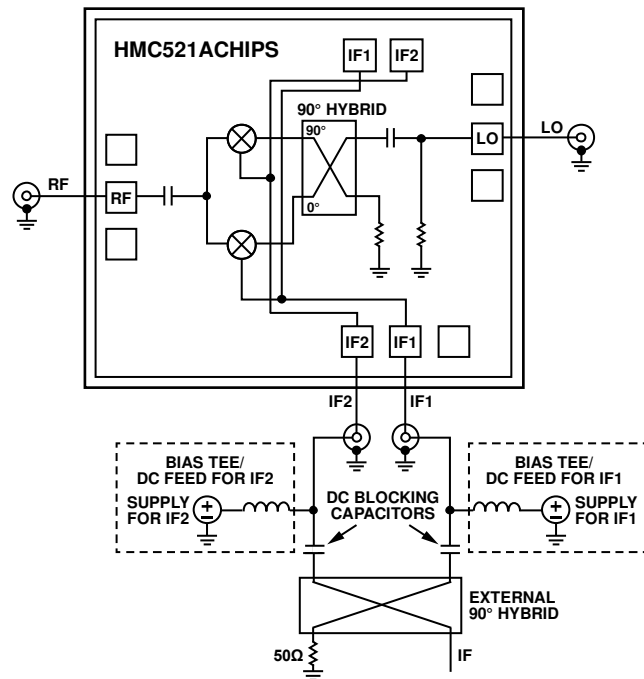 HMC521ACHIPS
IF1
IF2
90° HYBRID
90°
0°
LO
LO
RF
RF
IF2
IF1
IF2
IF1
BIAS TEE/
DC FEED FOR IF2
SUPPLY
FOR IF2
DC BLOCKING
CAPACITORS
BIAS TEE/
DC FEED FOR IF1
SUPPLY
FOR IF1
EXTERNAL
90° HYBRID
50Ω
IF